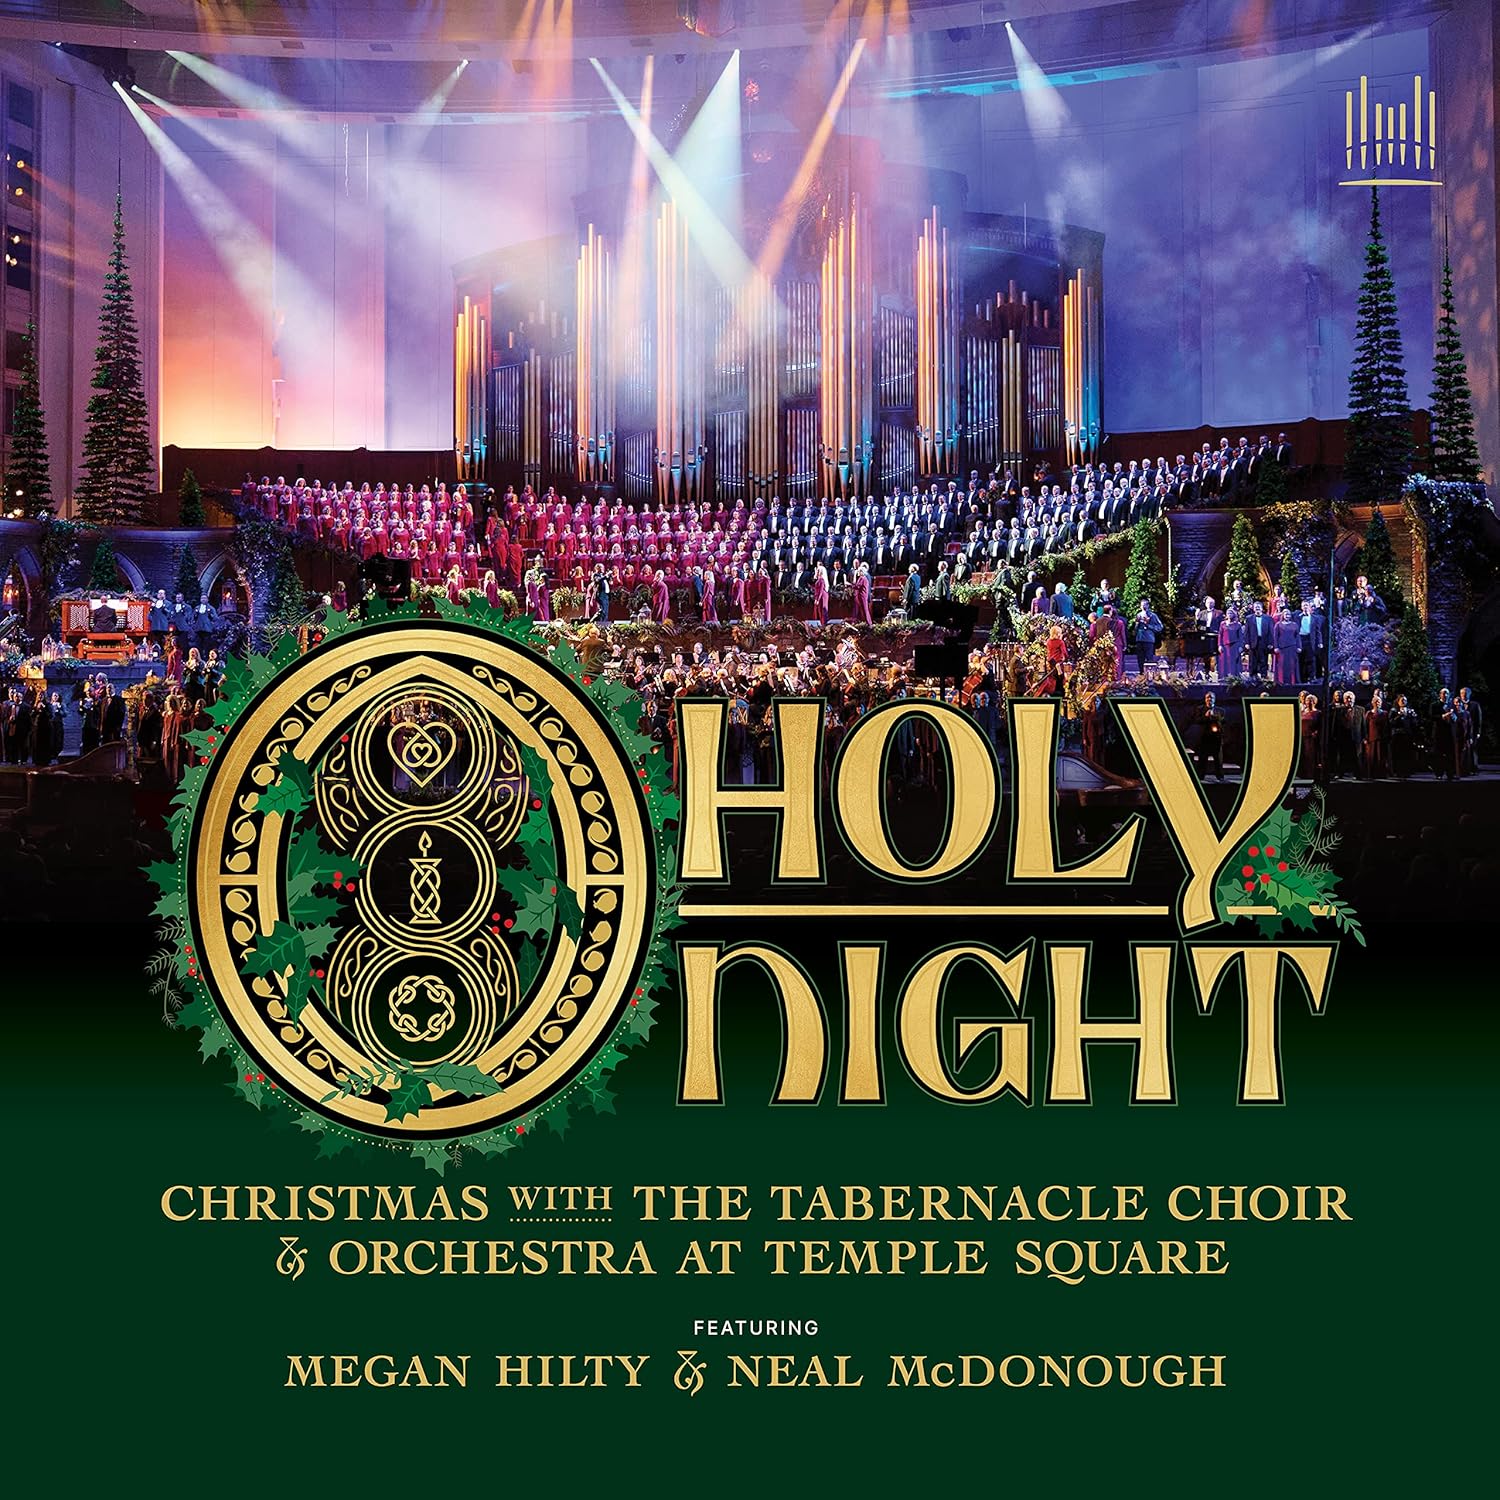 O HOLY
NIGHT
CHRISTMAS WITH THE TABERNACLE CHOIR
& ORCHESTRA AT TEMPLE SQUARE
FEATURING
MEGAN HILTY & NEAL McDONOUGH